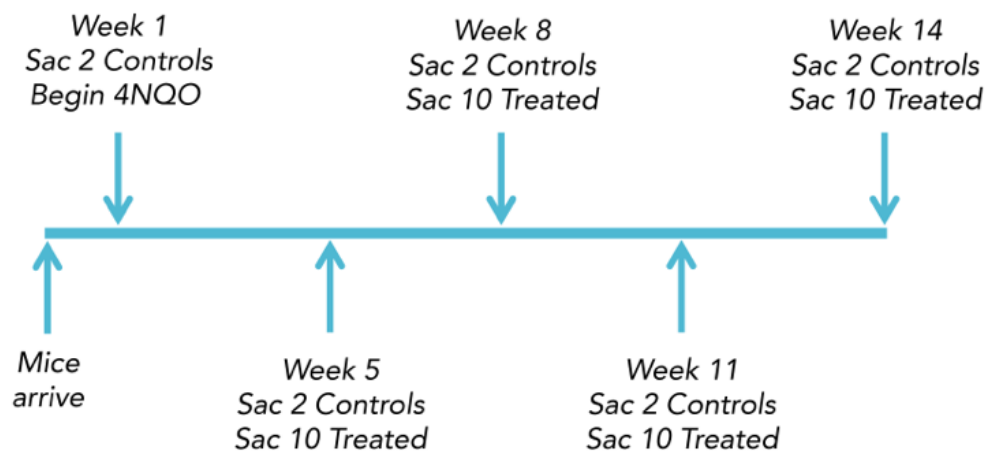 Week 1
Sac 2 Controls
Begin 4NQO
Week 8
Sac 2 Controls
Sac 10 Treated
Week 14
Sac 2 Controls
Sac 10 Treated
Mice
arrive
Week 5
Sac 2 Controls
Sac 10 Treated
Week 11
Sac 2 Controls
Sac 10 Treated